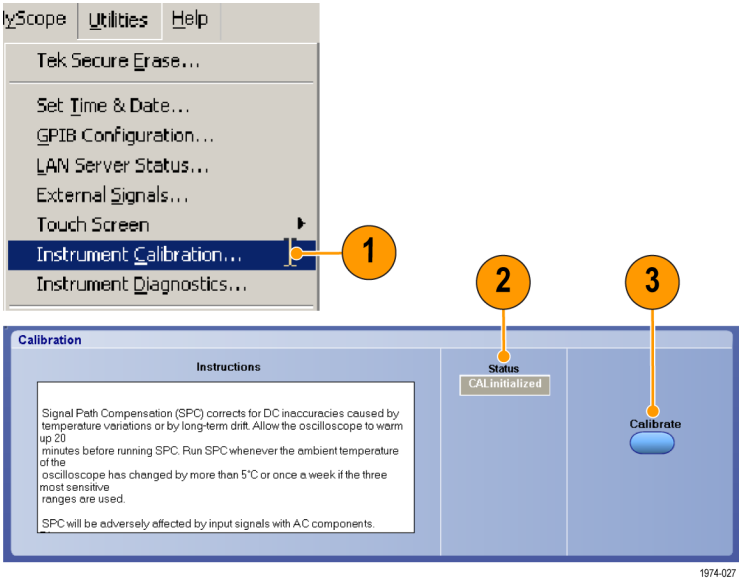 lyScope Utilities Help
Tek Secure Erase...
Set Time & Date...
GPIB Configuration...
LAN Server Status...
External Signals...
Touch Screen
Instrument Calibration...
1
Instrument Diagnostics...
2
3
Calibration
Instructions
Status
CALinitialized
Signal Path Compensation (SPC) corrects for DC inaccuracies caused by
temperature variations or by long-term drift. Allow the oscilloscope to warm
up 20
minutes before running SPC. Run SPC whenever the ambient temperature
of the
oscilloscope has changed by more than 5°C or once a week if the three
most sensitive
ranges are used.
SPC will be adversely affected by input signals with AC components.
Calibrate
1974-027